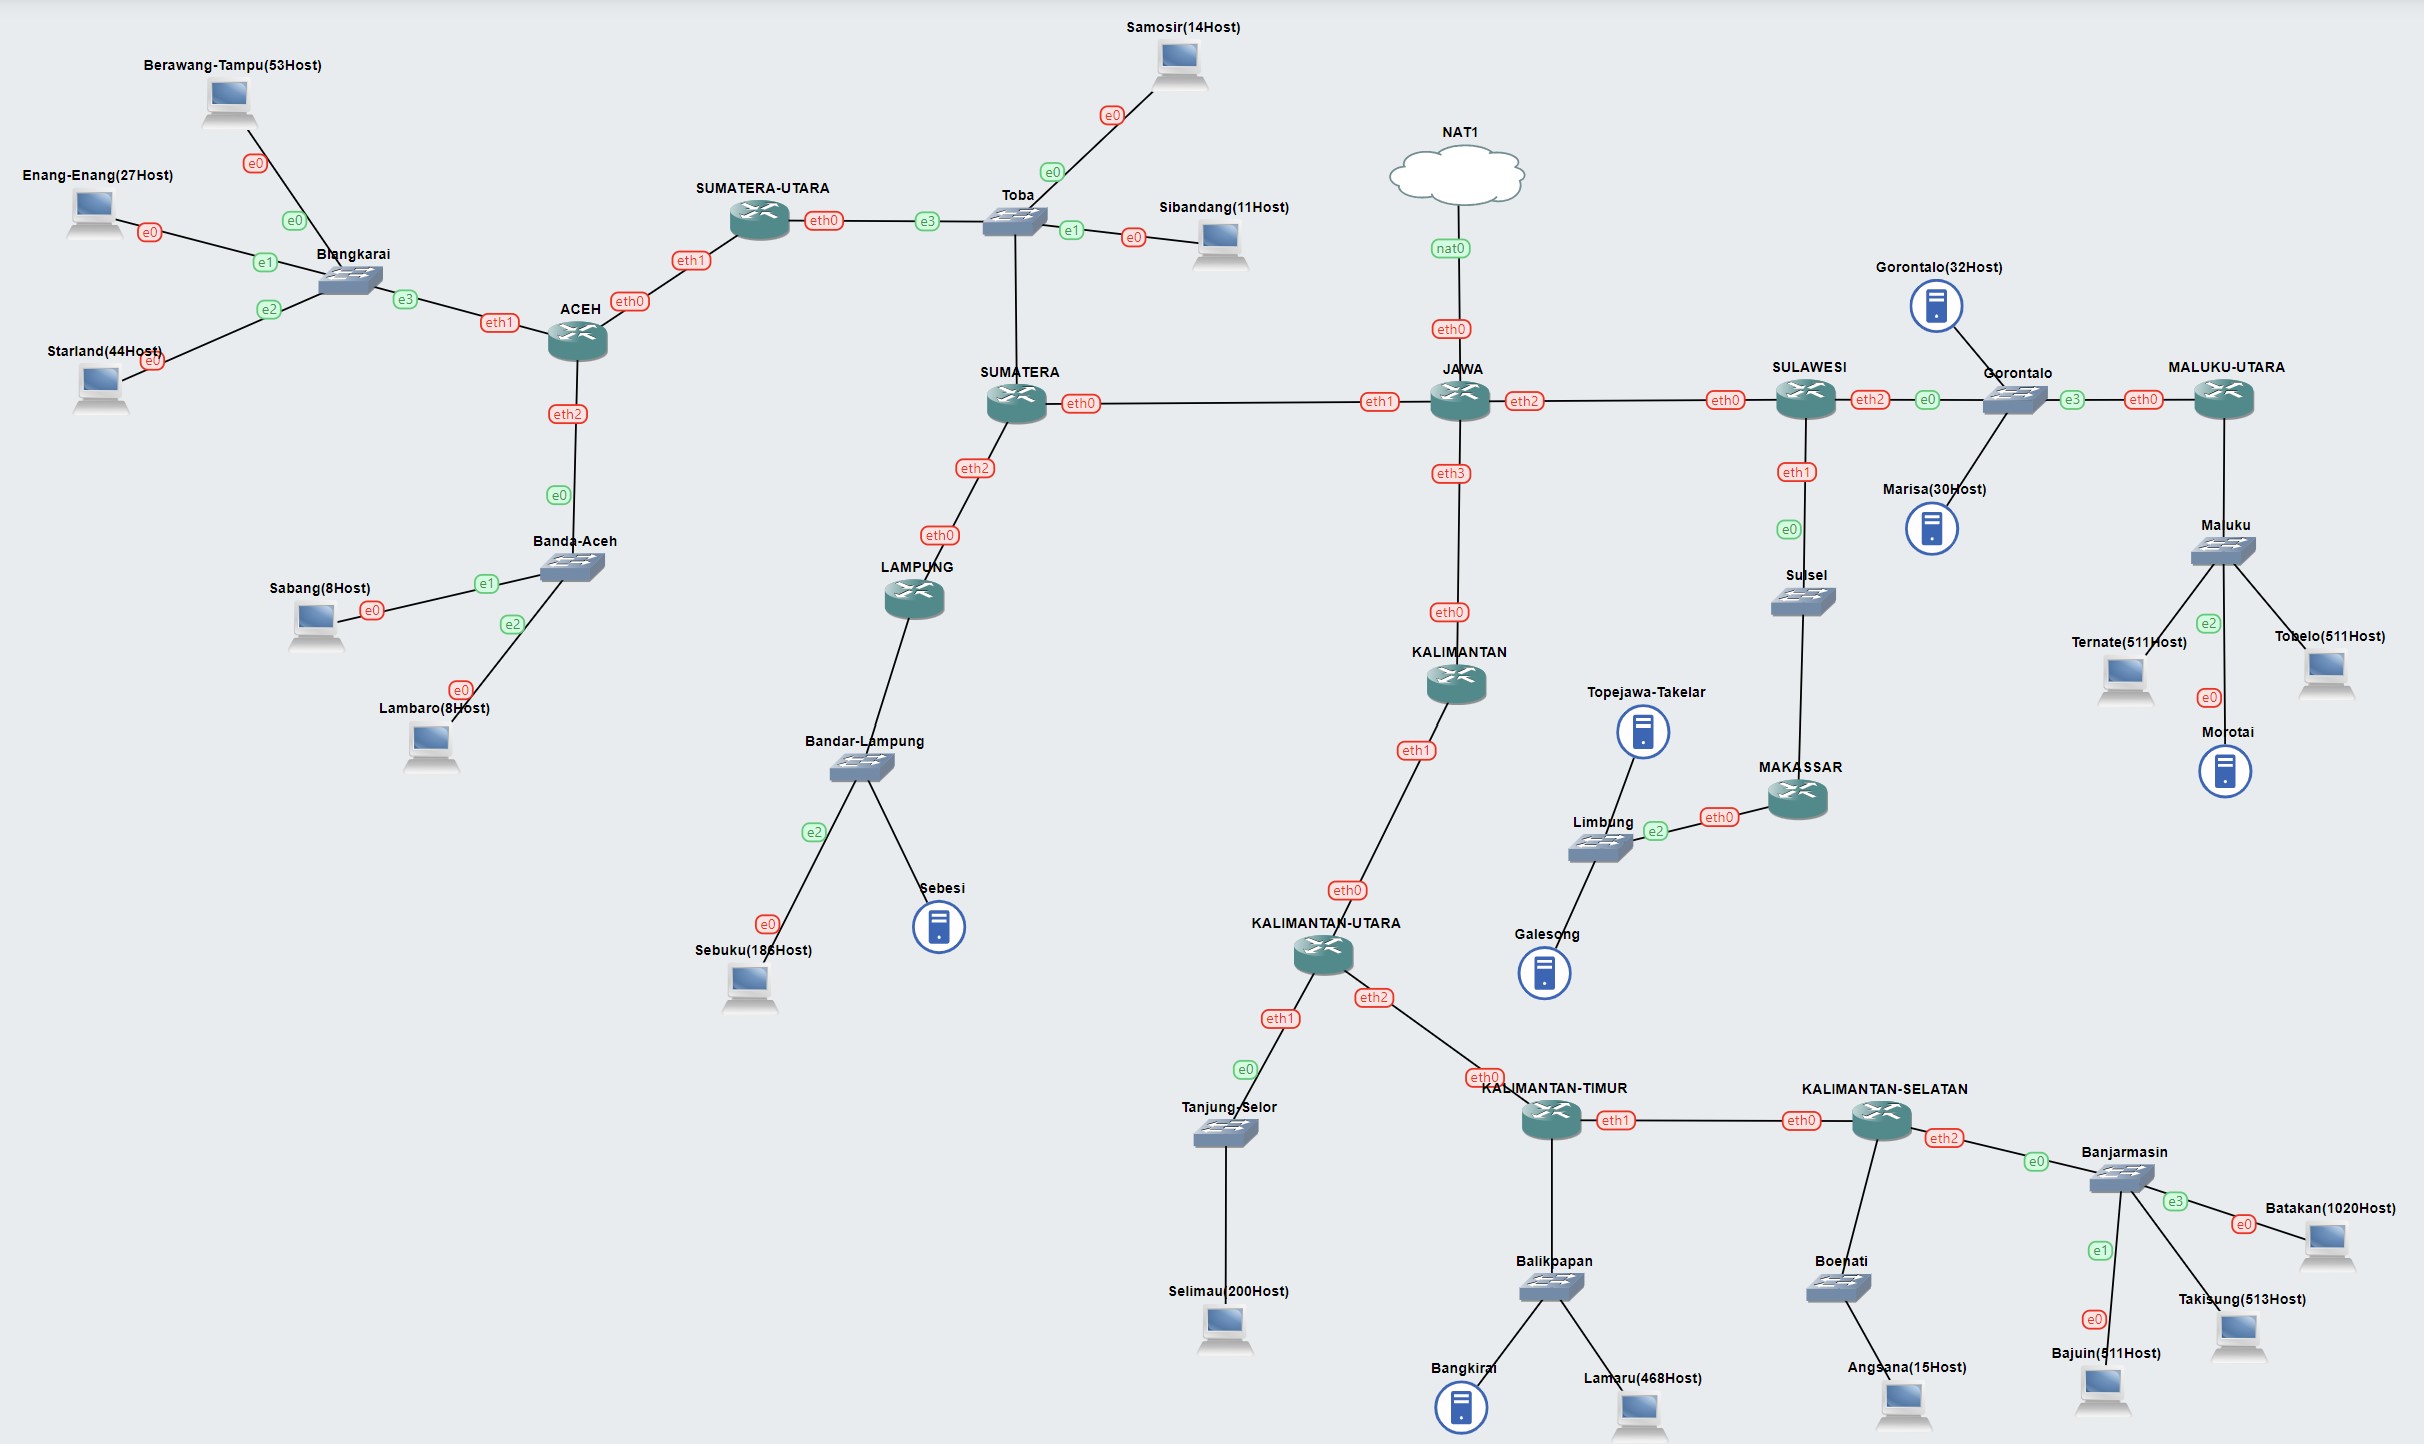 Samosir(14Host)
Berawang-Tampu(53Host)
e0
NAT1
e0
Enang-Enang(27Host)
e0
SUMATERA-UTARA
Toba
Sibandang(11Host)
e0
e0
eth0
e3
e1
e0
nat0
Blangkarai
e1
eth1
Gorontalo(32Host)
e3
eth0
e2
ACEH
eth1
eth0
Starland(44Host)
e0
SUMATERA
JAWA
SULAWESI
Gorontalo
MALUKU-UTARA
eth0
eth1
eth2
eth0
eth2
e0
e3
eth0
eth2
eth2
eth3
eth1
e0
Marisa(30Host)
eth0
e0
Maluku
Banda-Aceh
LAMPUNG
Sulsel
Sabang(8Host)
e1
e0
e2
eth0
e2
Ternate(511Host)
Tobelo(511Host)
KALIMANTAN
e0
Topejawa-Takelar
e0
Lambaro(8Host)
Morotai
Bandar-Lampung
eth1
MAKASSAR
e2
Limbung
e2
eth0
Sebesi
eth0
e0
KALIMANTAN-UTARA
Galesong
Sebuku(186Host)
eth2
eth1
e0
eth0
KALIMANTAN-TIMUR
KALIMANTAN-SELATAN
Tanjung-Selor
eth1
eth0
eth2
Banjarmasin
e0
e3
Batakan(1020Host)
e0
e1
Balikpapan
Boenati
Selimau(200Host)
Takisung(513Host)
e0
Bajuin(511Host)
Bangkirai
Lamaru(468Host)
Angsana(15Host)